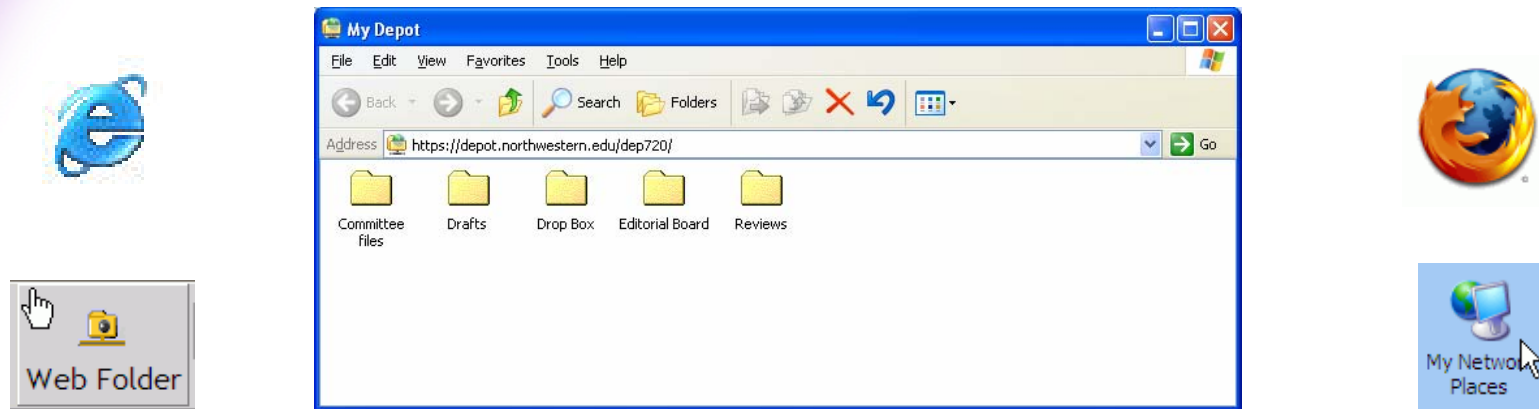 My Depot
File Edit View Favorites Tools Help
Back Search Folders
Address https://depot.northwestern.edu/dep720/ Go
Committee
files
Drafts
Drop Box
Editorial Board
Reviews
Web Folder
My Network
Places